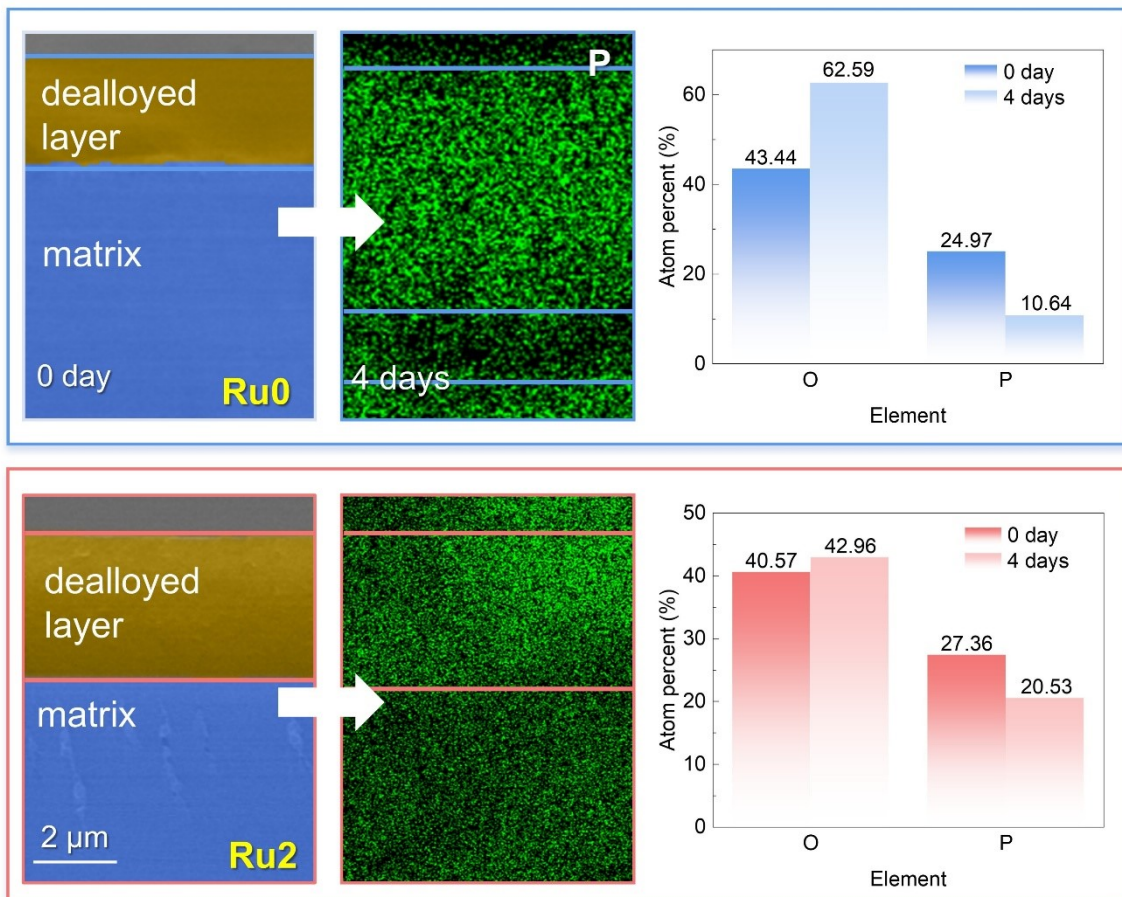 dealloyed
layer
matrix
0 day
Ru0
P
4 days
Atom percent (%)
60
40
20
0
43.44
62.59
24.97
10.64
0 day
4 days
O
P
Element
dealloyed
layer
matrix
2 μm
Ru2
Atom percent (%)
50
40
30
20
10
0
40.57
42.96
27.36
20.53
0 day
4 days
O
P
Element